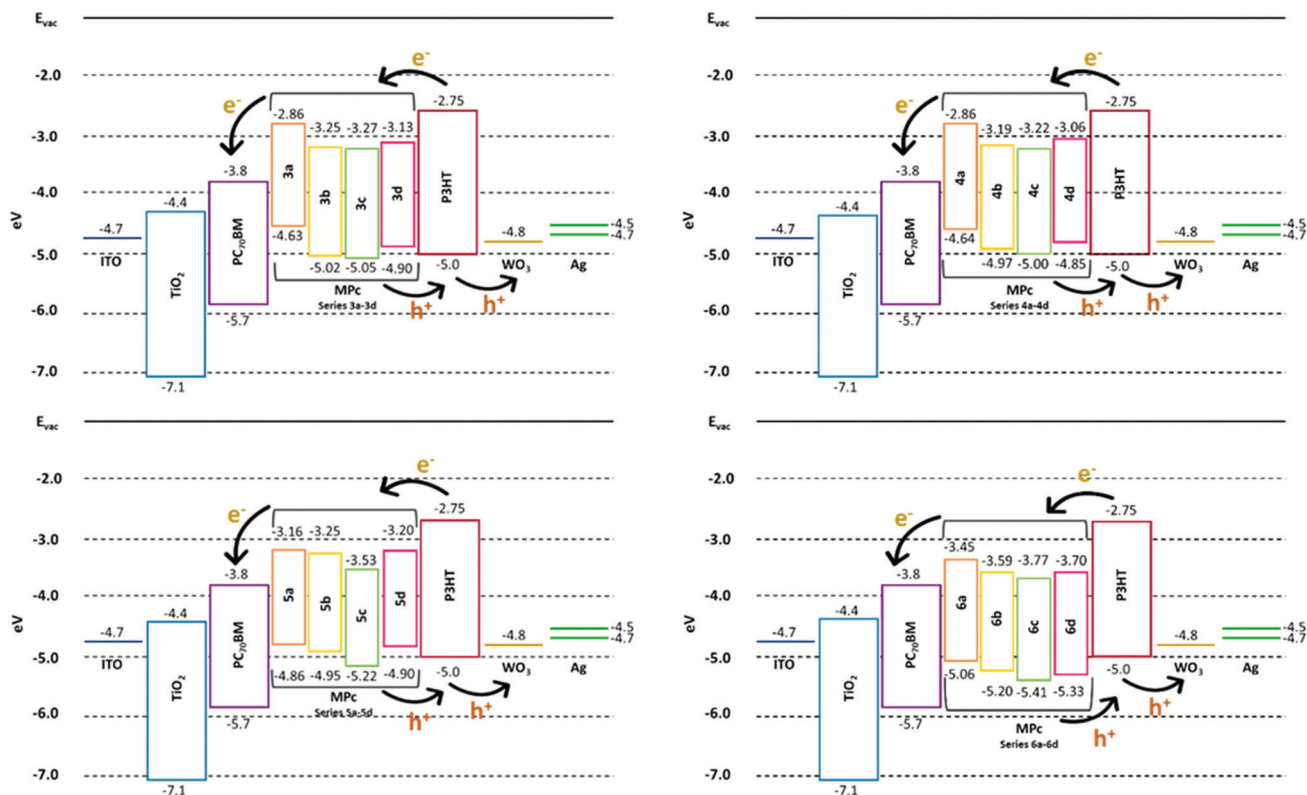 E_vac
e⁻
-2.0
-2.75
e⁻
-2.86
-3.0
-3.25
-3.27
-3.13
-3.8
3a
3b
3c
3d
P3HT
-4.0
-4.4
eV
-4.7
PC₇₀BM
-4.63
-4.8
-4.5
-4.7
-5.0
ITO
TiO₂
-5.02
-5.05
-4.90
-5.0
WO₃
Ag
MPc
Series 3a-3d
h⁺
h⁺
-6.0
-5.7
-7.0
-7.1
E_vac
e⁻
-2.0
-2.75
e⁻
-2.86
-3.0
-3.19
-3.22
-3.06
-3.8
4a
4b
4c
4d
P3HT
-4.0
-4.4
eV
-4.7
PC₇₀BM
-4.64
-4.8
-4.5
-4.7
-5.0
ITO
TiO₂
-4.97
-5.00
-4.85
-5.0
WO₃
Ag
MPc
Series 4a-4d
h⁺
h⁺
-6.0
-5.7
-7.0
-7.1
E_vac
e⁻
-2.0
-2.75
e⁻
-3.16
-3.25
-3.20
-3.0
-3.53
-3.8
5a
5b
5c
5d
P3HT
-4.0
-4.4
eV
-4.7
PC₇₀BM
-4.8
-4.5
-4.7
-5.0
ITO
TiO₂
-4.86
-4.95
-5.22
-4.90
-5.0
WO₃
Ag
MPc
Series 5a-5d
h⁺
h⁺
-6.0
-5.7
-7.0
-7.1
E_vac
e⁻
-2.0
-2.75
e⁻
-3.0
-3.45
-3.59
-3.77
-3.70
-3.8
6a
6b
6c
6d
P3HT
-4.0
-4.4
eV
-4.7
PC₇₀BM
-4.8
-4.5
-4.7
-5.0
ITO
TiO₂
-5.06
-5.20
-5.41
-5.33
-5.0
WO₃
Ag
MPc
Series 6a-6d
h⁺
h⁺
-6.0
-5.7
-7.0
-7.1